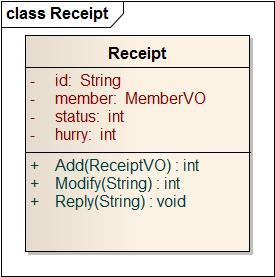 class Receipt
Receipt
- id: String
- member: MemberVO
- status: int
- hurry: int
+ Add(ReceiptVO) : int
+ Modify(String) : int
+ Reply(String) : void